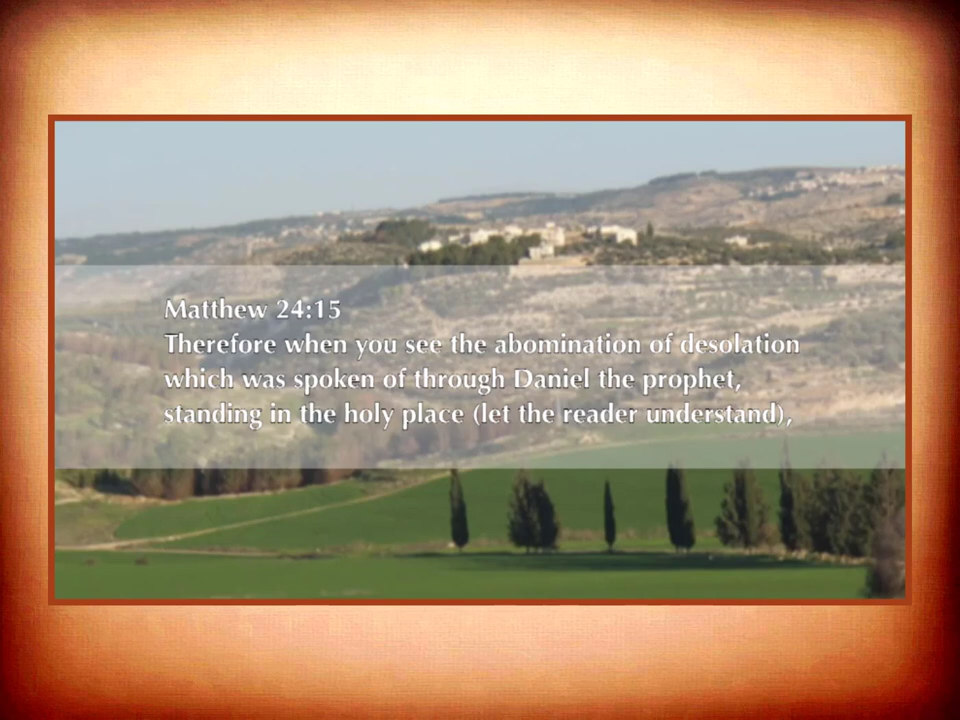 Matthew 24:15
Therefore when you see the abomination of desolation
which was spoken of through Daniel the prophet,
standing in the holy place (let the reader understand),